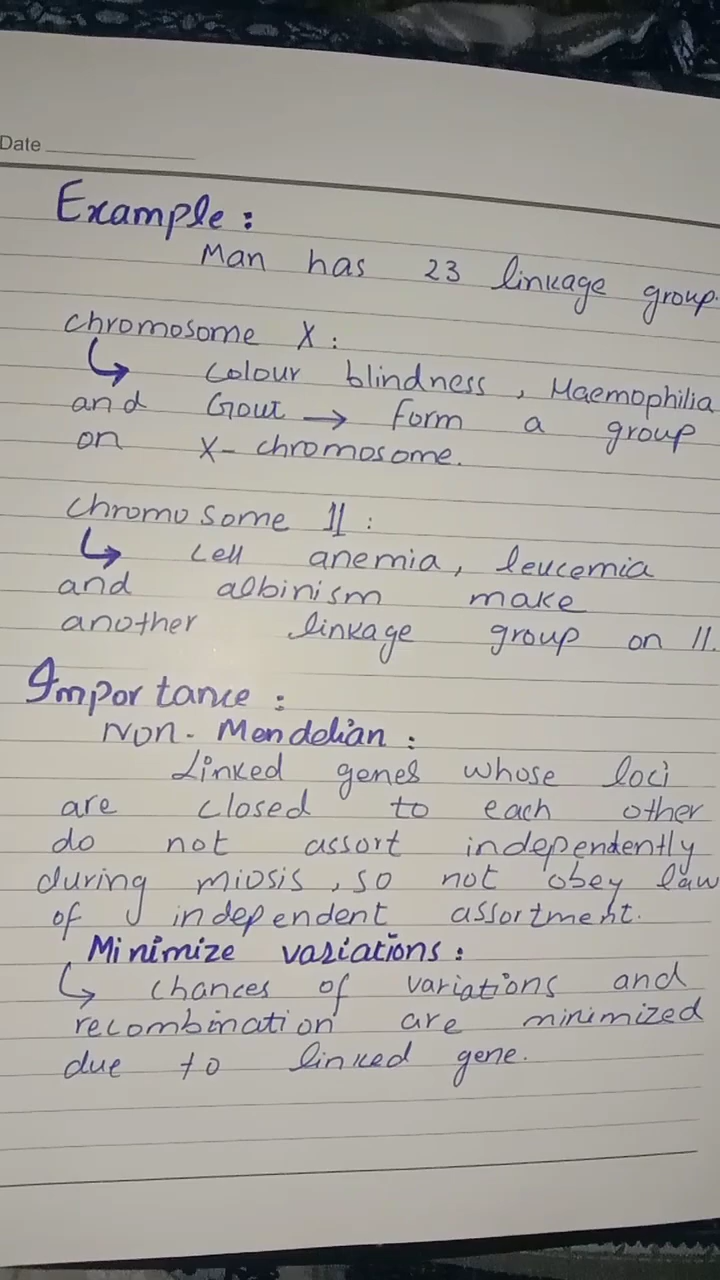 Date
Example:
Man has 23 linkage group.
chromosome X:
↳ colour blindness, Haemophilia
and Gout → form a group
on X- chromosome.
chromosome 11:
↳ cell anemia, leucemia
and albinism make
another linkage group on 11.
Importance:
Non-Mendelian:
Linked genes whose loci
are closed to each other
do not assort independently
during miosis, so not obey law
of independent assortment.
Minimize variations:
↳ chances of variations and
recombination are minimized
due to linked gene.